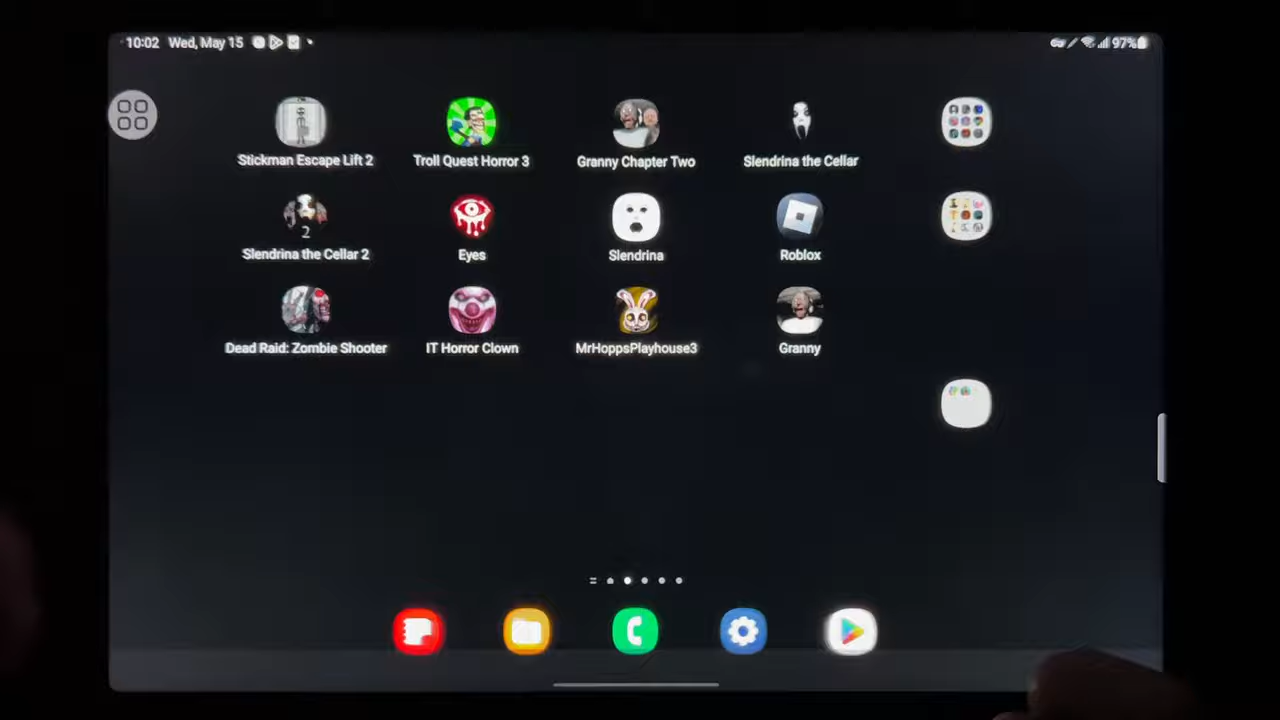 10:02 Wed, May 15
97%
Stickman Escape Lift 2
Troll Quest Horror 3
Granny Chapter Two
Slendrina the Cellar
2
Slendrina the Cellar 2
Eyes
Slendrina
Roblox
Dead Raid: Zombie Shooter
IT Horror Clown
MrHoppsPlayhouse3
Granny